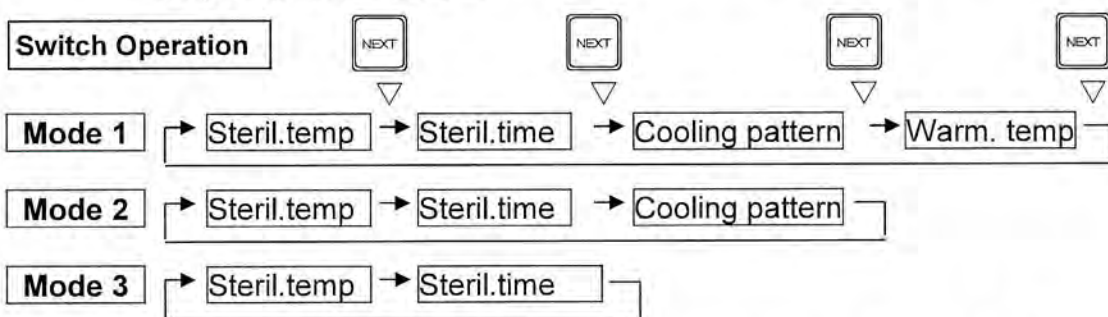 NEXT NEXT NEXT NEXT
Switch Operation
Mode 1 Steril.temp Steril.time Cooling pattern Warm. temp
Mode 2 Steril.temp Steril.time Cooling pattern
Mode 3 Steril.temp Steril.time